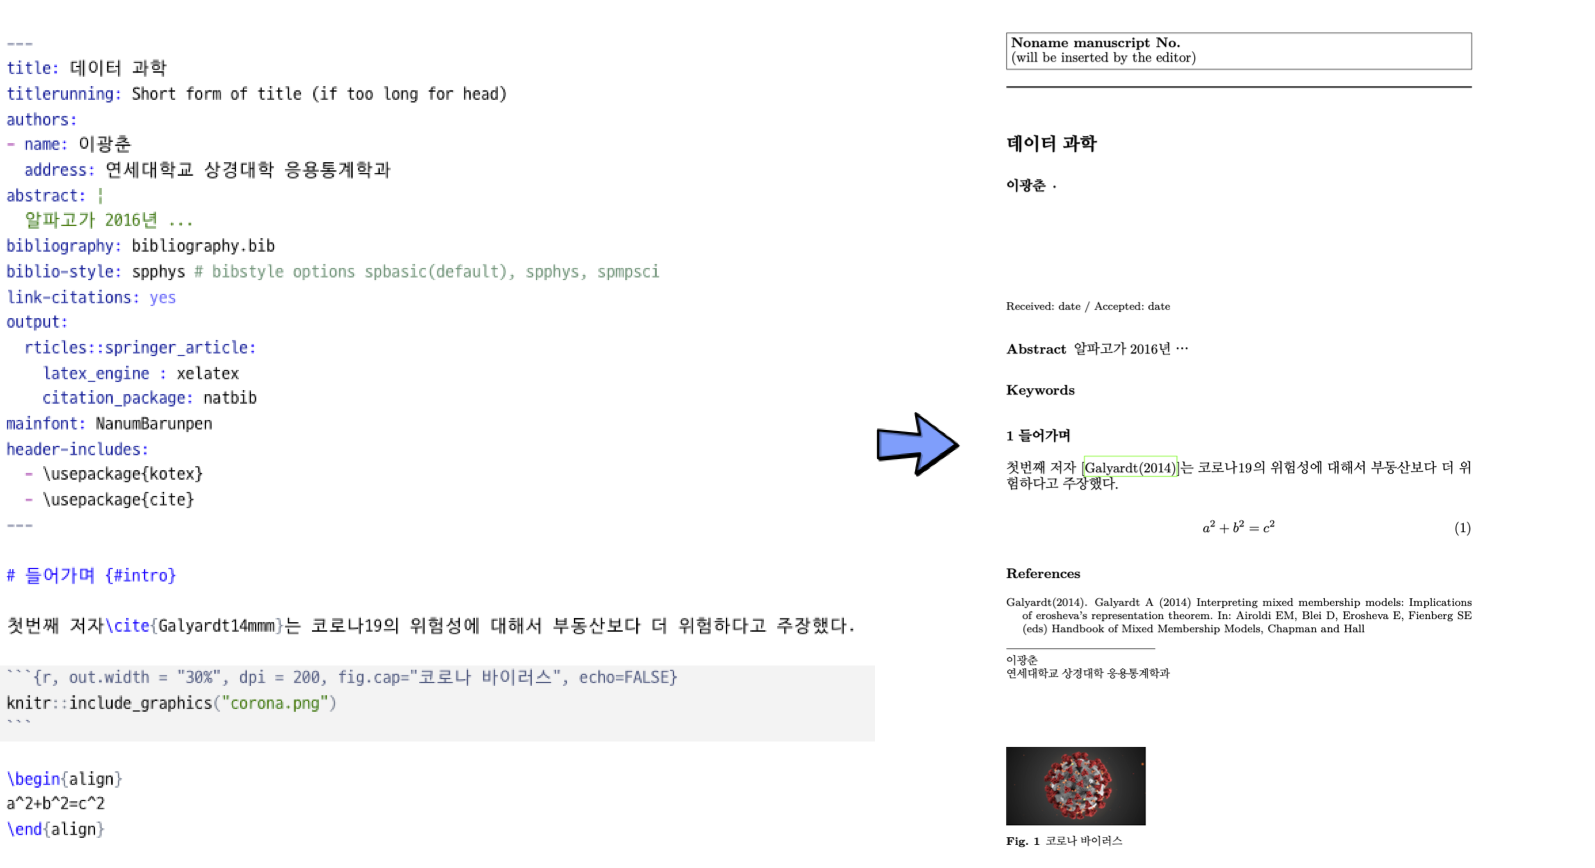 ---
title: 데이터 과학
titlerunning: Short form of title (if too long for head)
authors:
- name: 이광춘
  address: 연세대학교 상경대학 응용통계학과
abstract: |
  알파고가 2016년 ...
bibliography: bibliography.bib
biblio-style: spphys # bibstyle options spbasic(default), spphys, spmpsci
link-citations: yes
output:
  rticles::springer_article:
    latex_engine : xelatex
    citation_package: natbib
mainfont: NanumBarunpen
header-includes:
  - \usepackage{kotex}
  - \usepackage{cite}
---
# 들어가며 {#intro}
첫번째 저자\cite{Galyardt14mmm}는 코로나19의 위험성에 대해서 부동산보다 더 위험하다고 주장했다.
```{r, out.width = "30%", dpi = 200, fig.cap="코로나 바이러스", echo=FALSE}
knitr::include_graphics("corona.png")
```
\begin{align}
a^2+b^2=c^2
\end{align}
Noname manuscript No.
(will be inserted by the editor)
데이터 과학
이광춘 ·
Received: date / Accepted: date
Abstract 알파고가 2016년 ⋯
Keywords
1 들어가며
첫번째 저자 [Galyardt(2014)]는 코로나19의 위험성에 대해서 부동산보다 더 위
험하다고 주장했다.
a² + b² = c² (1)
References
Galyardt(2014). Galyardt A (2014) Interpreting mixed membership models: Implications
of erosheva's representation theorem. In: Airoldi EM, Blei D, Erosheva E, Fienberg SE
(eds) Handbook of Mixed Membership Models, Chapman and Hall
이광춘
연세대학교 상경대학 응용통계학과
Fig. 1 코로나 바이러스